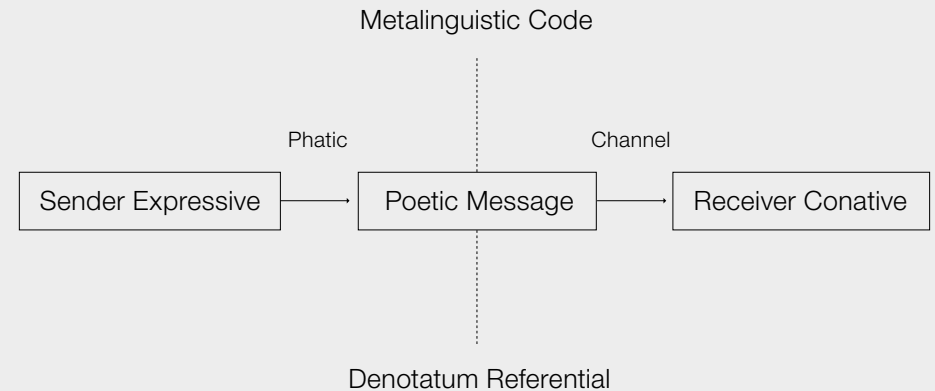 Metalinguistic Code
Phatic
Channel
Sender Expressive
Poetic Message
Receiver Conative
Denotatum Referential